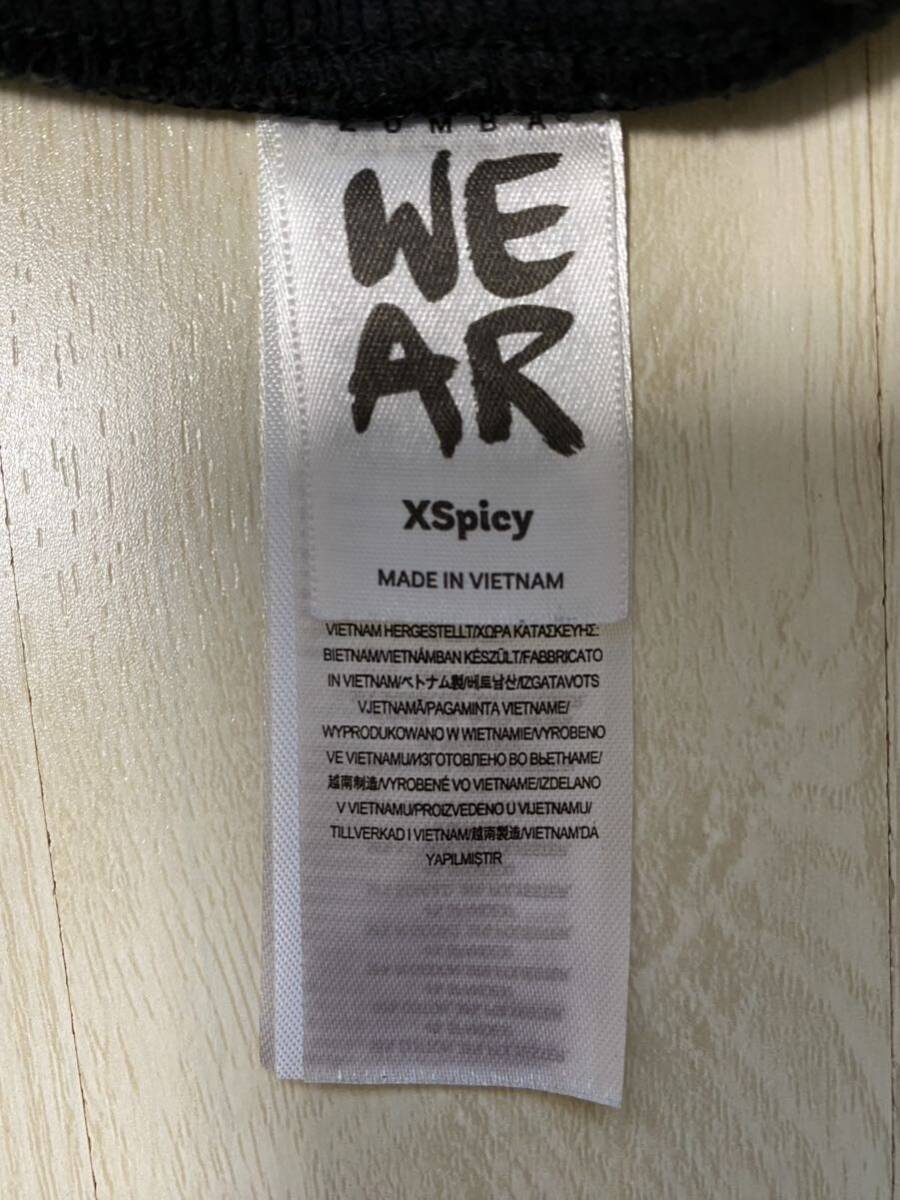 ZUMBA®
WE
AR
XSpicy
MADE IN VIETNAM
VIETNAM HERGESTELLT/ΧΩΡΑ ΚΑΤΑΣΚΕΥΗΣ:
ΒΙΕΤΝΑΜ/VIETNÁMBAN KÉSZÜLT/FABBRICATO
IN VIETNAM/ベトナム製/베트남산/IZGATAVOTS
VJETNAMĀ/PAGAMINTA VIETNAME/
WYPRODUKOWANO W WIETNAMIE/VYROBENO
VE VIETNAMU/ИЗГОТОВЛЕНО ВО ВЬЕТНАМЕ/
越南制造/VYROBENÉ VO VIETNAME/IZDELANO
V VIETNAMU/PROIZVEDENO U VIJETNAMU/
TILLVERKAD I VIETNAM/越南製造/VIETNAM'DA
YAPILMIŞTIR